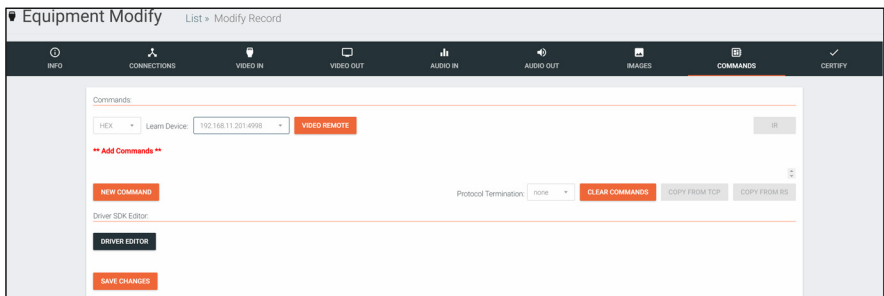 Equipment Modify List » Modify Record
INFO CONNECTIONS VIDEO IN VIDEO OUT AUDIO IN AUDIO OUT IMAGES COMMANDS CERTIFY
Commands:
HEX Learn Device: 192.168.11.201:4998 VIDEO REMOTE IR
** Add Commands **
NEW COMMAND Protocol Termination: none CLEAR COMMANDS COPY FROM TCP COPY FROM RS
Driver SDK Editor:
DRIVER EDITOR
SAVE CHANGES